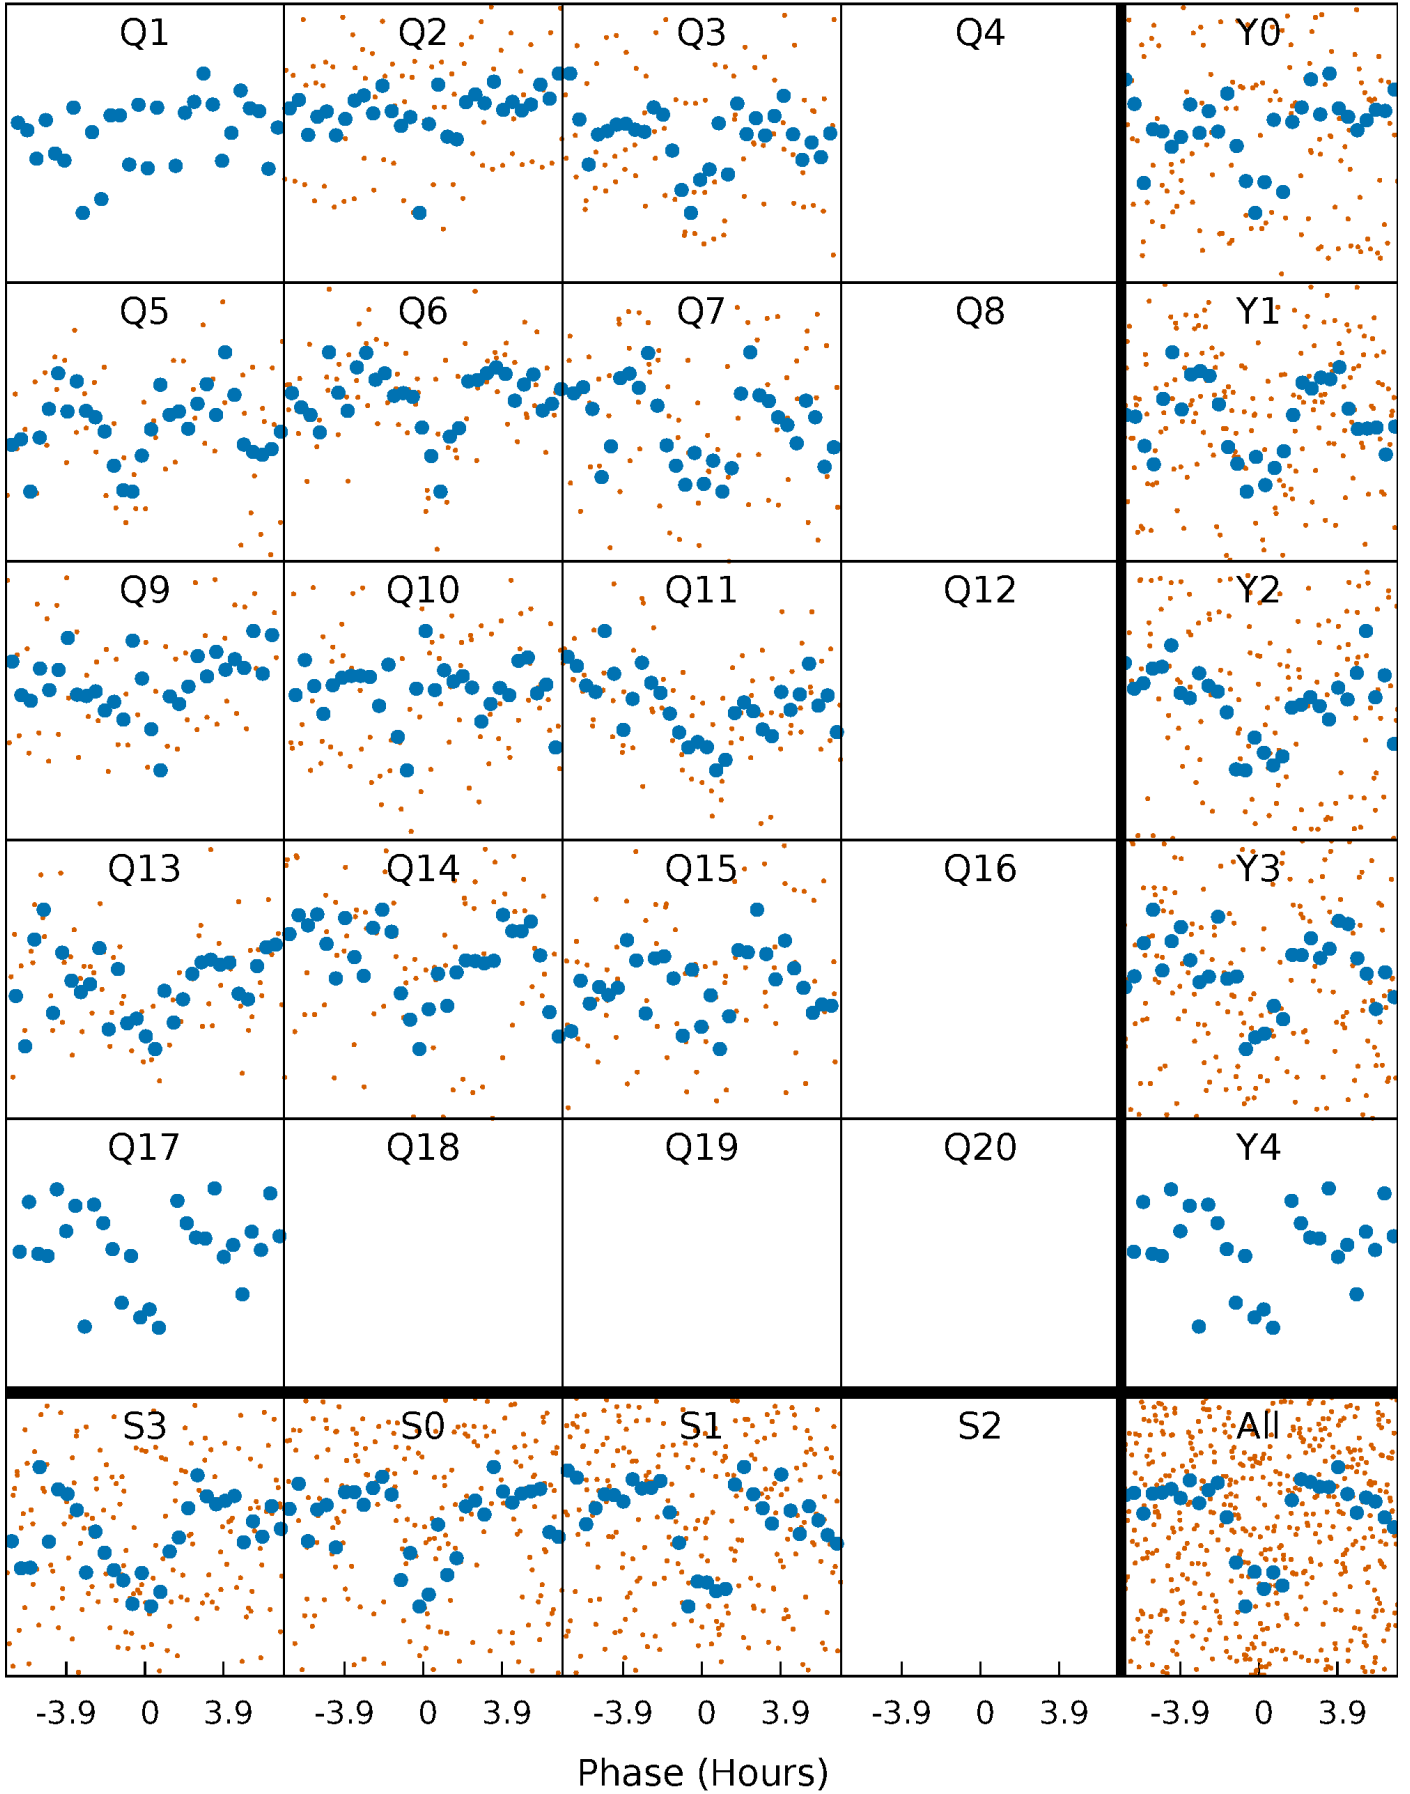 Q1 Q2 Q3 Q4 Y0
Q5 Q6 Q7 Q8 Y1
Q9 Q10 Q11 Q12 Y2
Q13 Q14 Q15 Q16 Y3
Q17 Q18 Q19 Q20 Y4
S3 S0 S1 S2 All
-3.9 0 3.9 -3.9 0 3.9 -3.9 0 3.9 -3.9 0 3.9 -3.9 0 3.9
Phase (Hours)